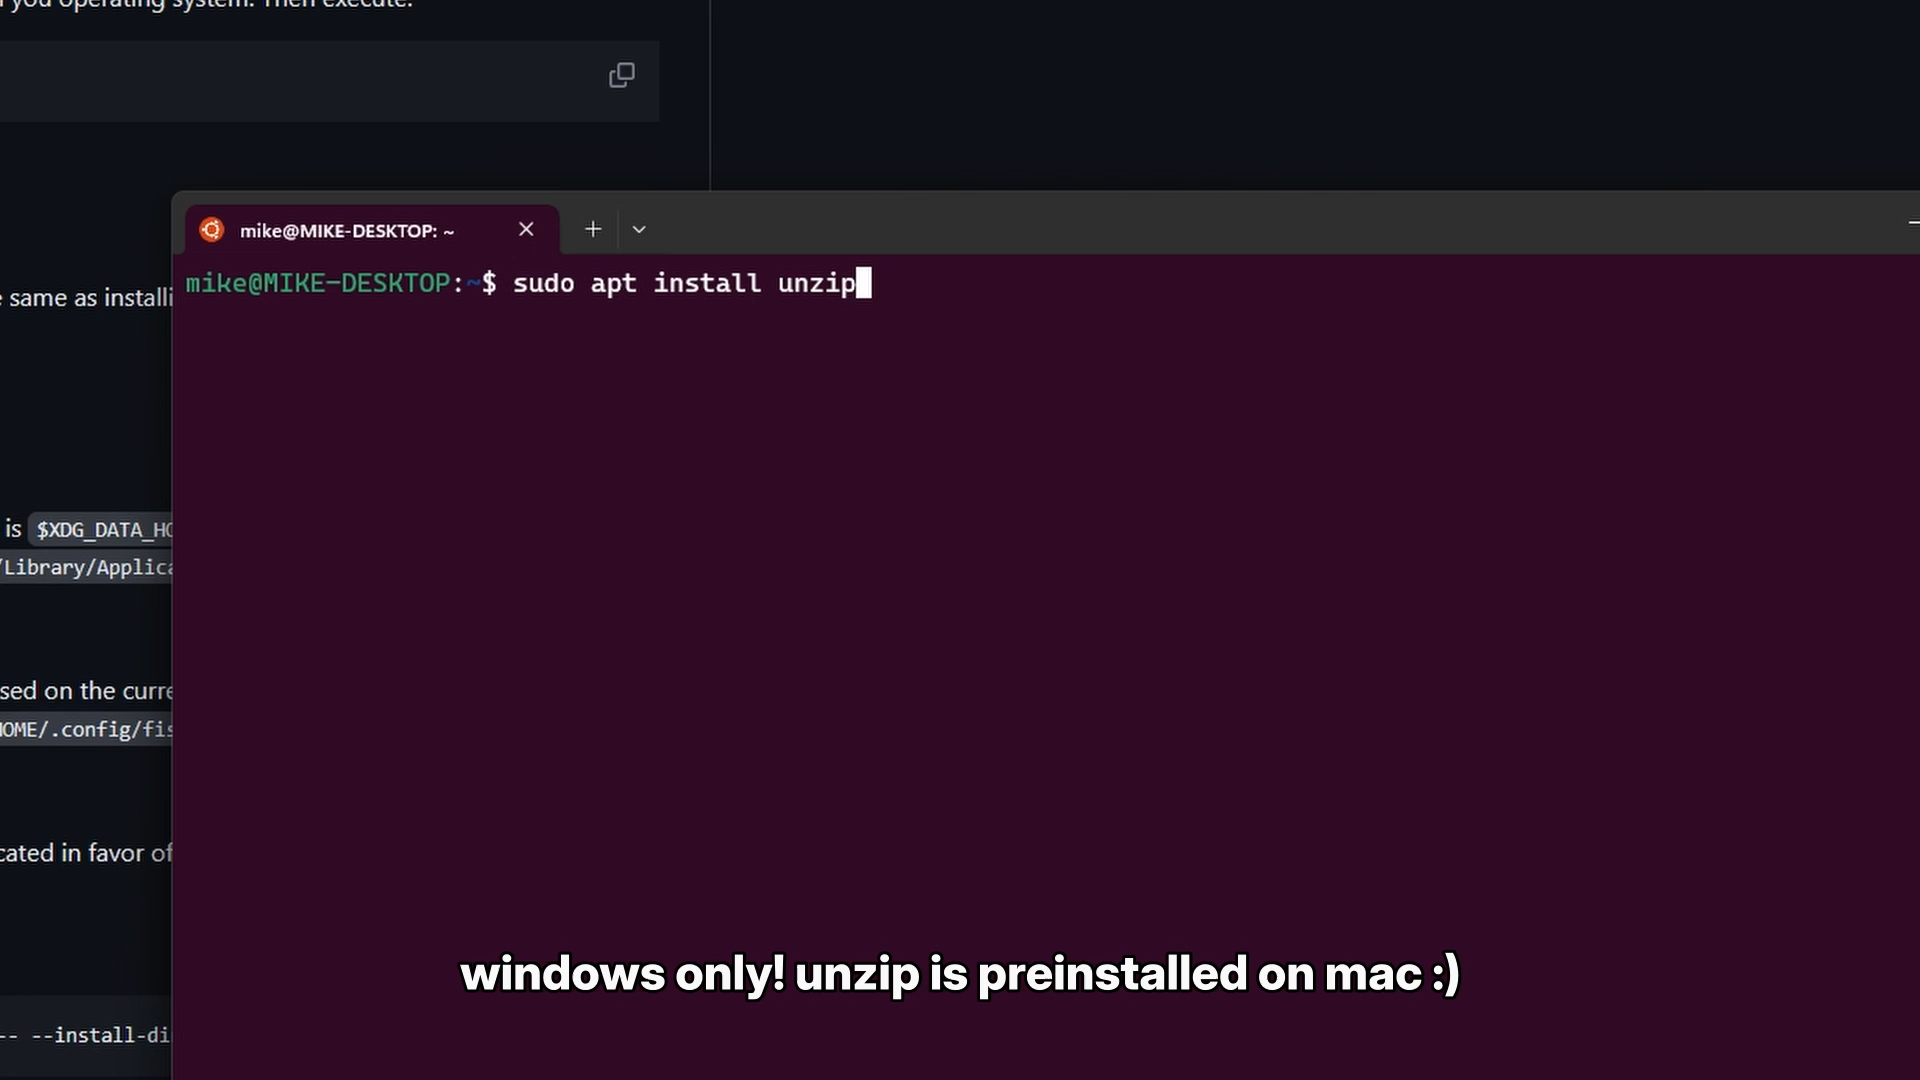 you operating system. Then execute:
mike@MIKE-DESKTOP: ~
mike@MIKE-DESKTOP:~$ sudo apt install unzip
same as installi
is $XDG_DATA_HO
/Library/Applica
sed on the curre
HOME/.config/fis
cated in favor of
-- --install-di
windows only! unzip is preinstalled on mac :)